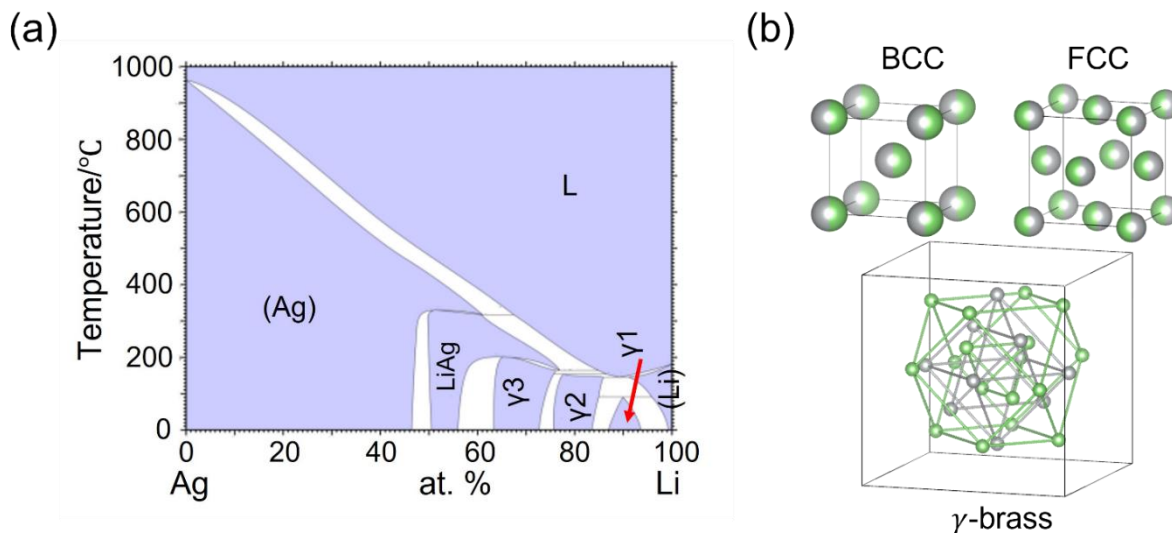 (a)
Temperature/℃
1000
800
600
400
200
0
L
(Ag)
LiAg
γ3
γ2
γ1
(Li)
0 20 40 60 80 100
Ag at. % Li
(b)
BCC FCC
γ-brass